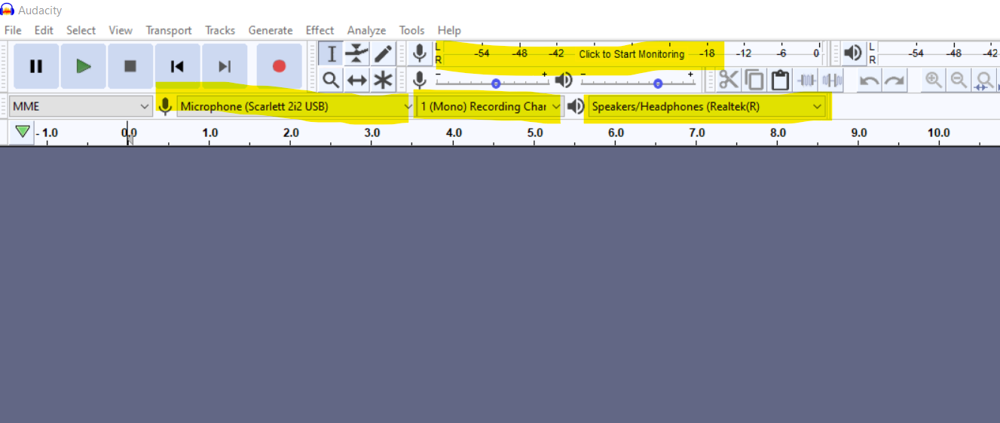 Audacity
File Edit Select View Transport Tracks Generate Effect Analyze Tools Help
L -54 -48 -42 Click to Start Monitoring -18 -12 -6 0 L -54 -48 -42
R R
- + - +
MME Microphone (Scarlett 2i2 USB) 1 (Mono) Recording Char Speakers/Headphones (Realtek(R)
- 1.0 0.0 1.0 2.0 3.0 4.0 5.0 6.0 7.0 8.0 9.0 10.0